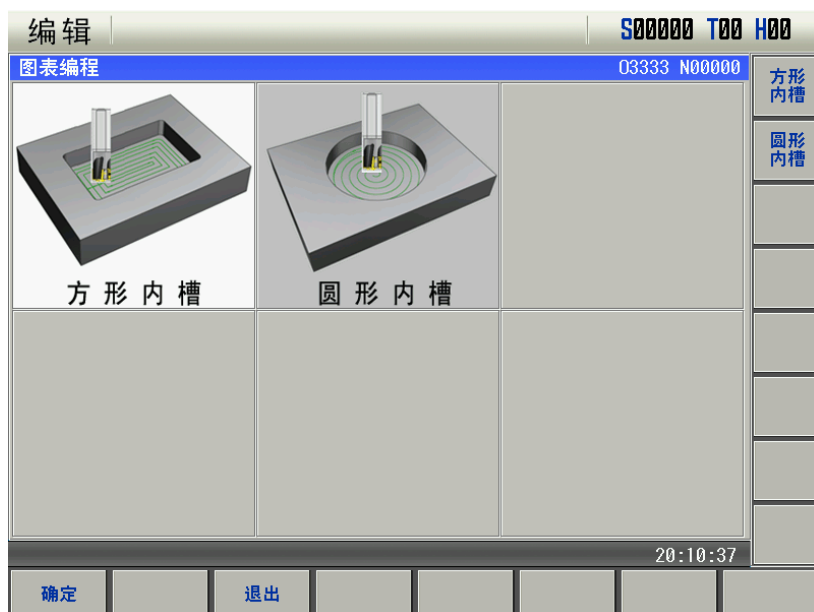 编辑
S00000 T00 H00
图表编程
O3333 N00000
方形
内槽
圆形
内槽
方形内槽
圆形内槽
20:10:37
确定
退出